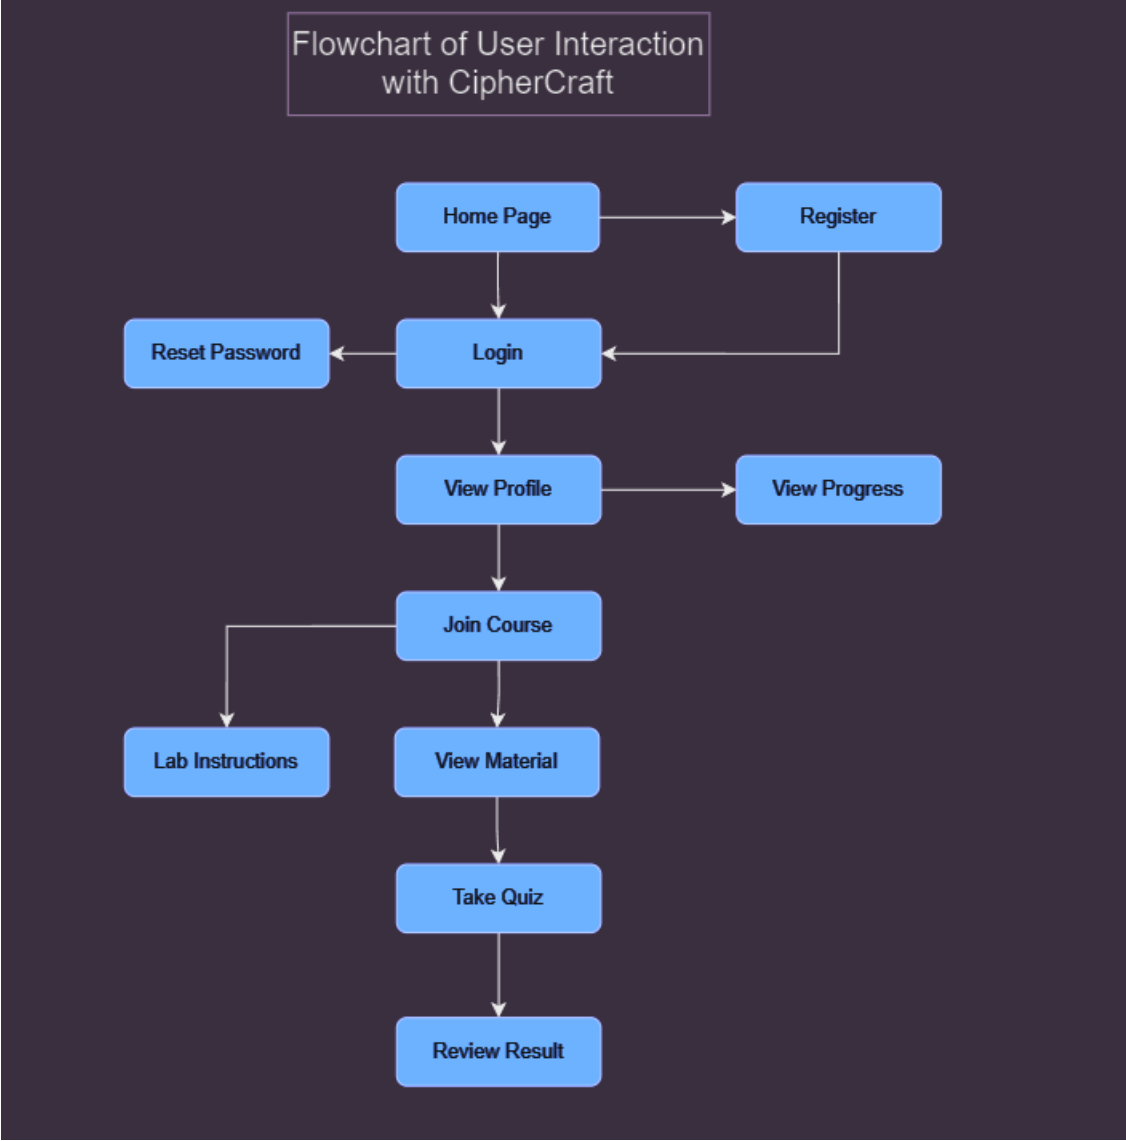 Flowchart of User Interaction
with CipherCraft
Home Page
Register
Reset Password
Login
View Profile
View Progress
Join Course
Lab Instructions
View Material
Take Quiz
Review Result